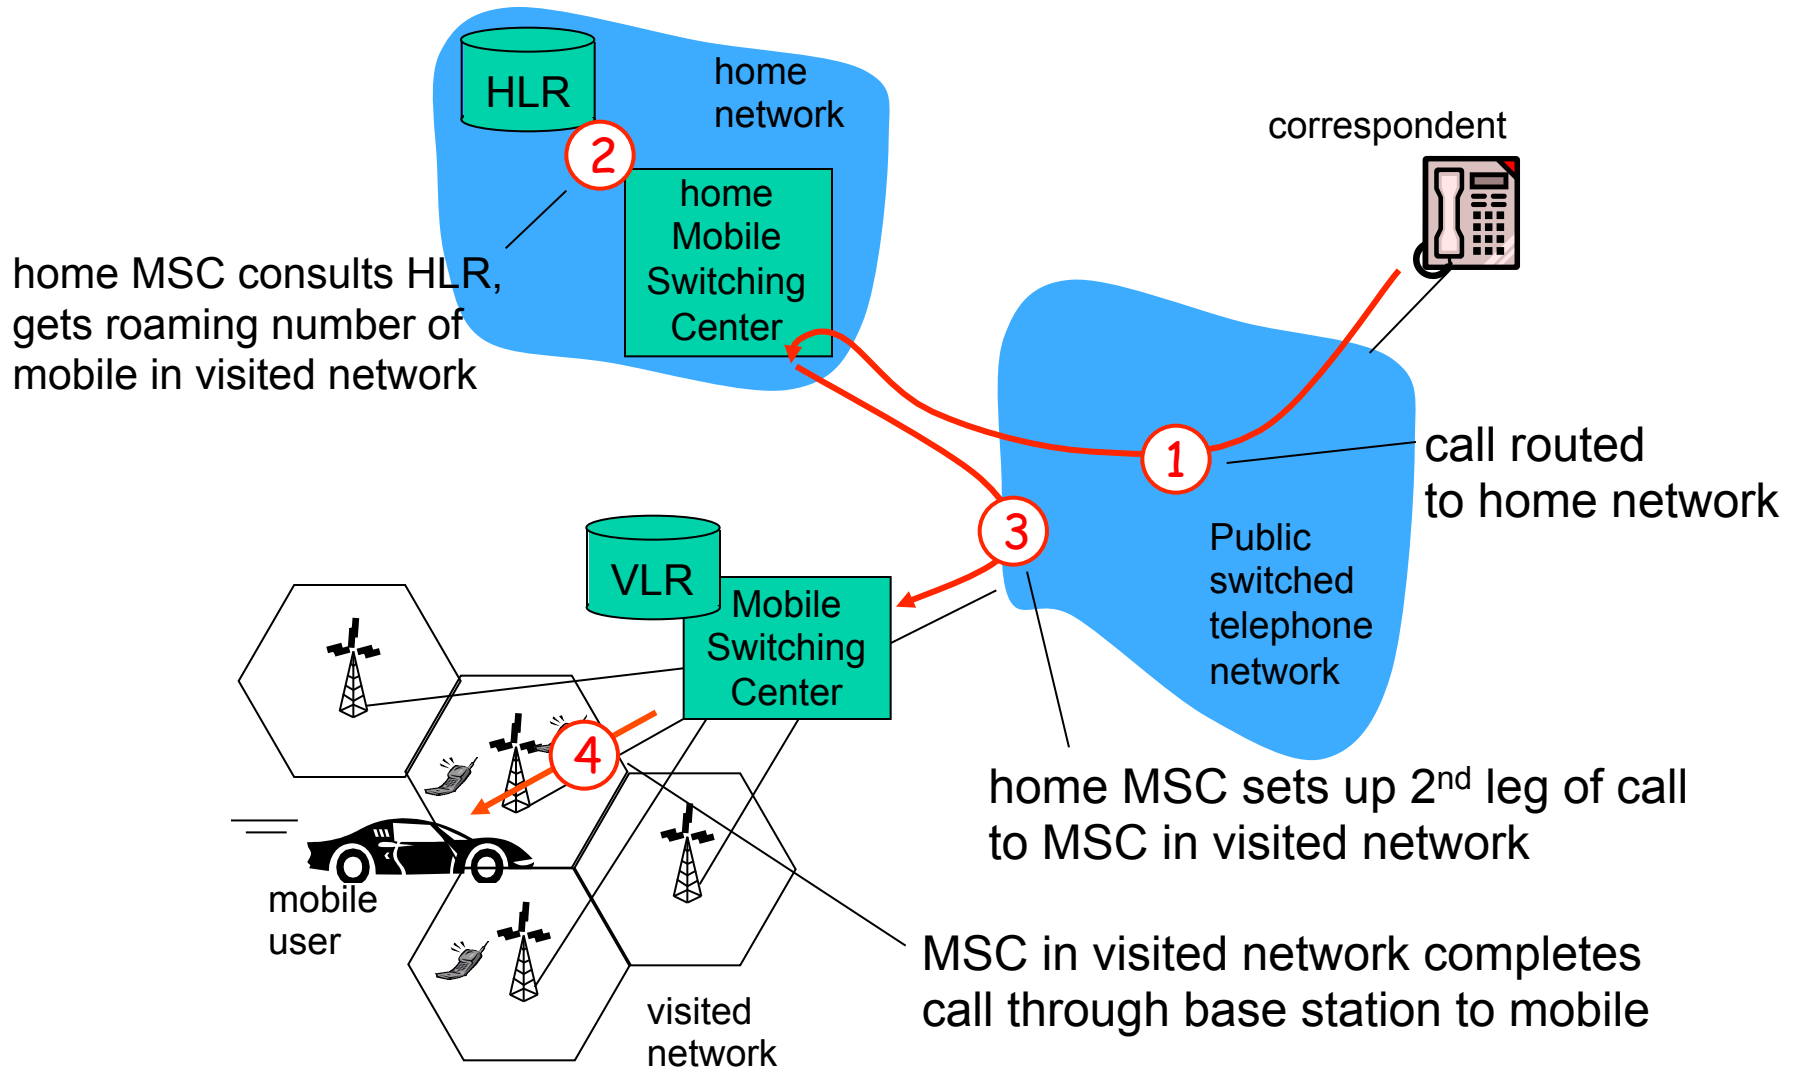 HLR
home
network
2
home
Mobile
Switching
Center
correspondent
home MSC consults HLR,
gets roaming number of
mobile in visited network
1
call routed
to home network
3
Public
switched
telephone
network
VLR
Mobile
Switching
Center
4
home MSC sets up 2nd leg of call
to MSC in visited network
mobile
user
MSC in visited network completes
call through base station to mobile
visited
network